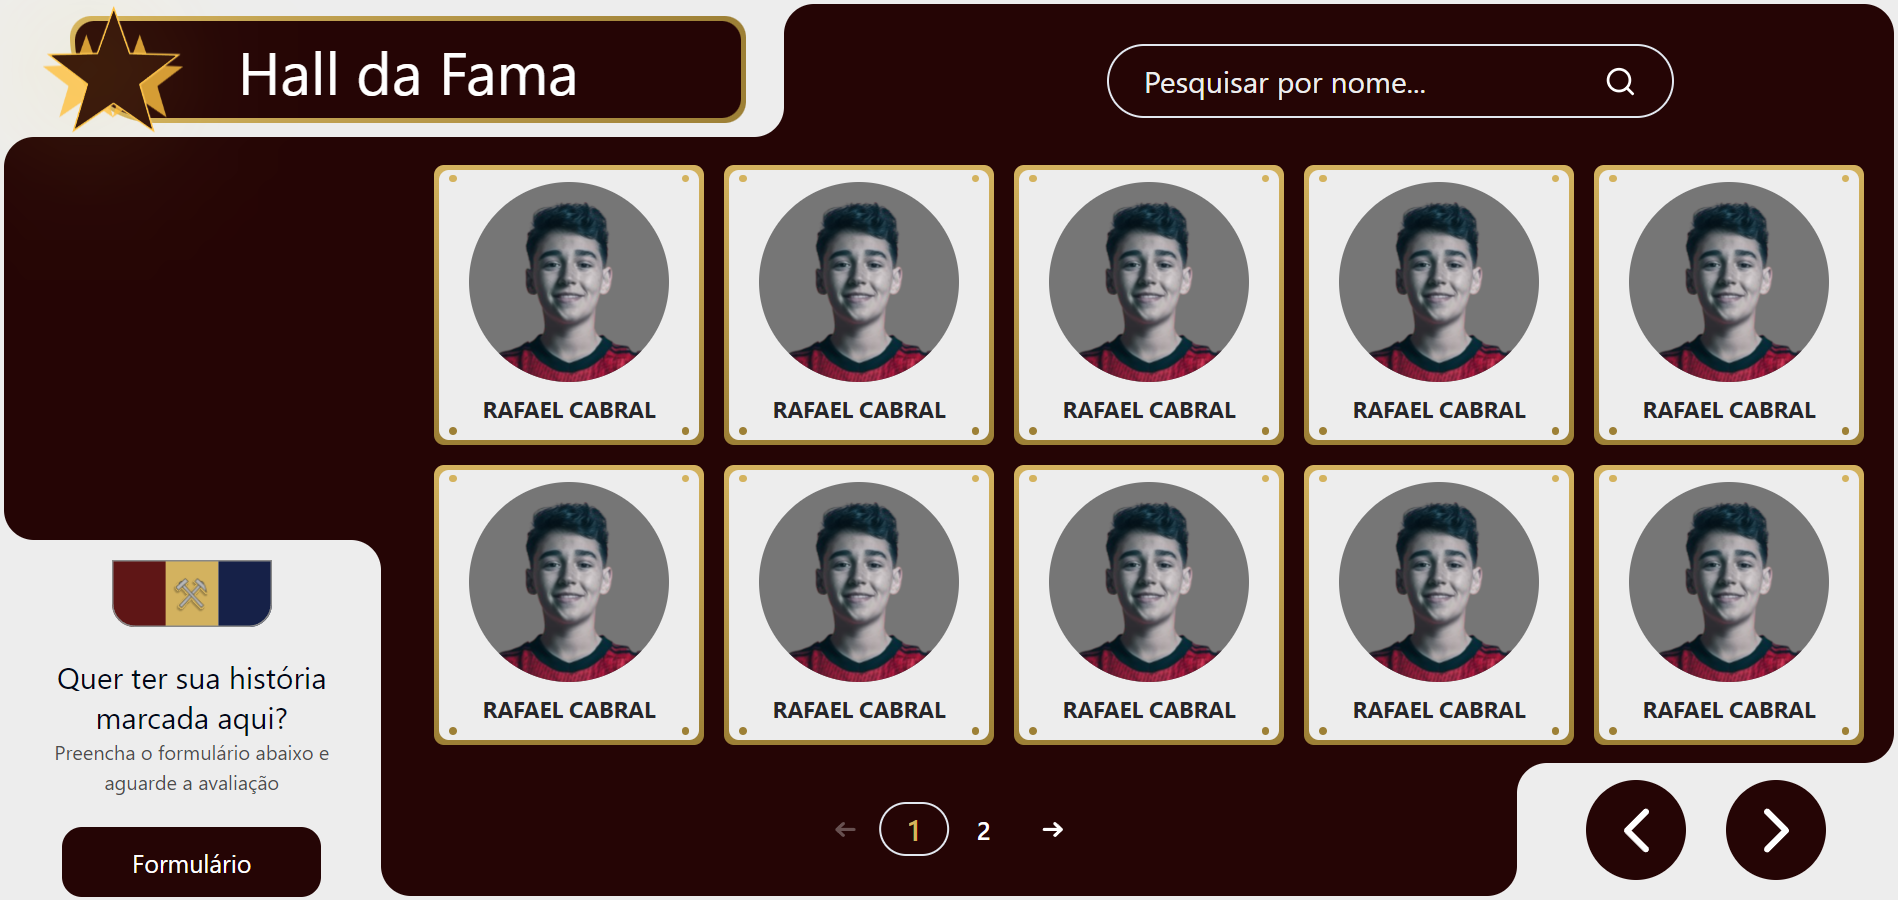 Hall da Fama
Pesquisar por nome...
RAFAEL CABRAL
RAFAEL CABRAL
RAFAEL CABRAL
RAFAEL CABRAL
RAFAEL CABRAL
RAFAEL CABRAL
RAFAEL CABRAL
RAFAEL CABRAL
RAFAEL CABRAL
RAFAEL CABRAL
Quer ter sua história
marcada aqui?
Preencha o formulário abaixo e
aguarde a avaliação
Formulário
1 2